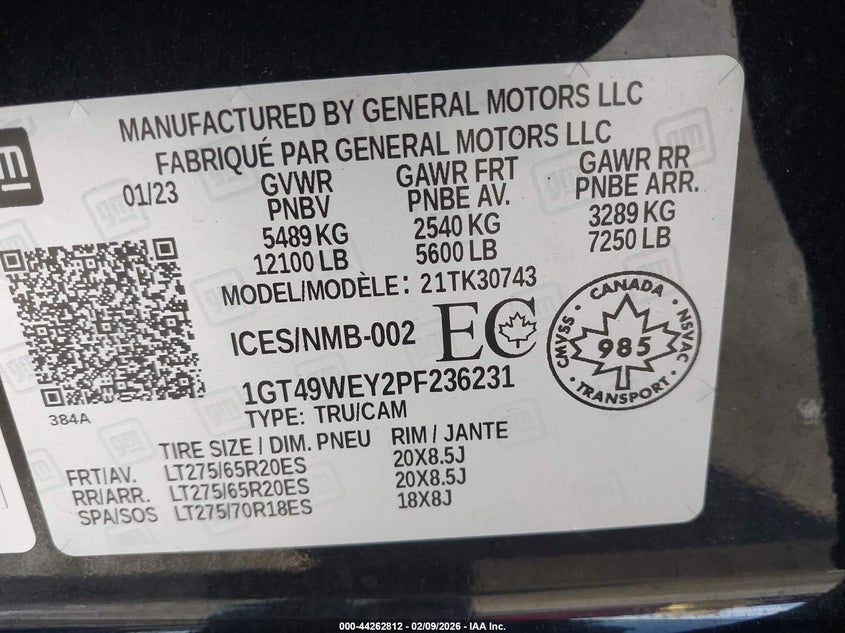 MANUFACTURED BY GENERAL MOTORS LLC
FABRIQUÉ PAR GENERAL MOTORS LLC
gm
01/23
GVWR
PNBV
5489 KG
12100 LB
GAWR FRT
PNBE AV.
2540 KG
5600 LB
GAWR RR
PNBE ARR.
3289 KG
7250 LB
MODEL/MODÈLE: 21TK30743
ICES/NMB-002 EC
CANADA
CMVSS 985 NSVAC
TRANSPORT
1GT49WEY2PF236231
384A
TYPE: TRU/CAM
TIRE SIZE / DIM. PNEU RIM / JANTE
FRT/AV. LT275/65R20ES 20X8.5J
RR/ARR. LT275/65R20ES 20X8.5J
SPA/SOS LT275/70R18ES 18X8J
000-44262812 - 02/09/2026 - IAA Inc.